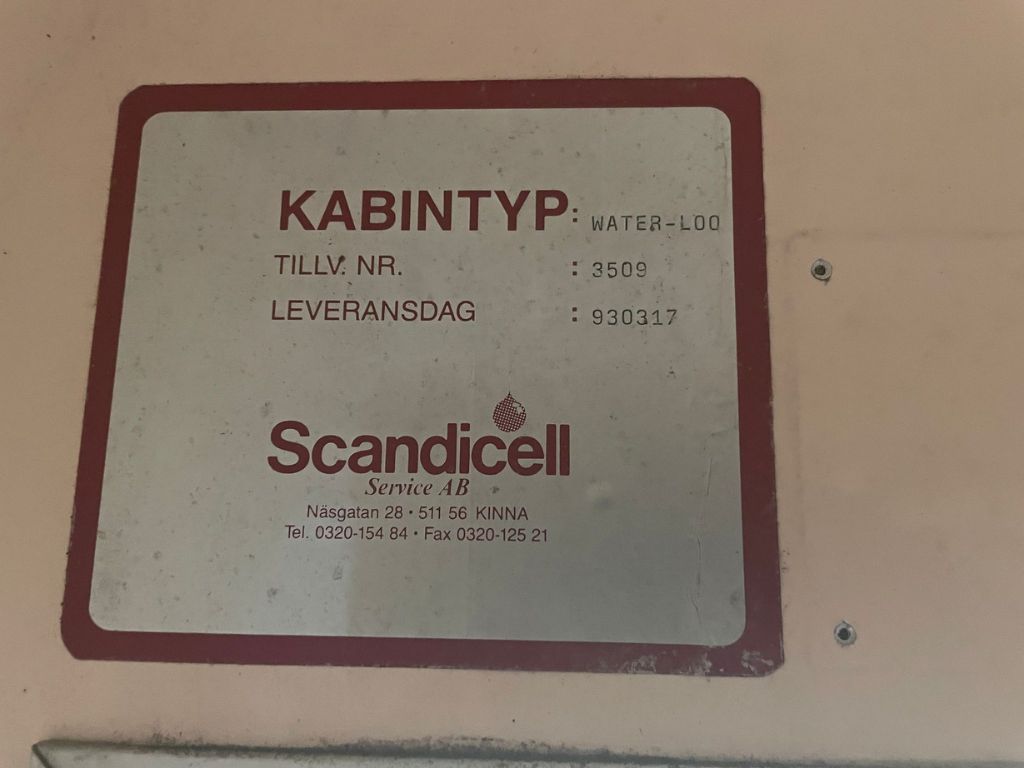 KABINTYP: WATER-LOO
TILLV. NR. : 3509
LEVERANSDAG : 930317
Scandicell
Service AB
Näsgatan 28 • 511 56 KINNA
Tel. 0320-154 84 • Fax 0320-125 21